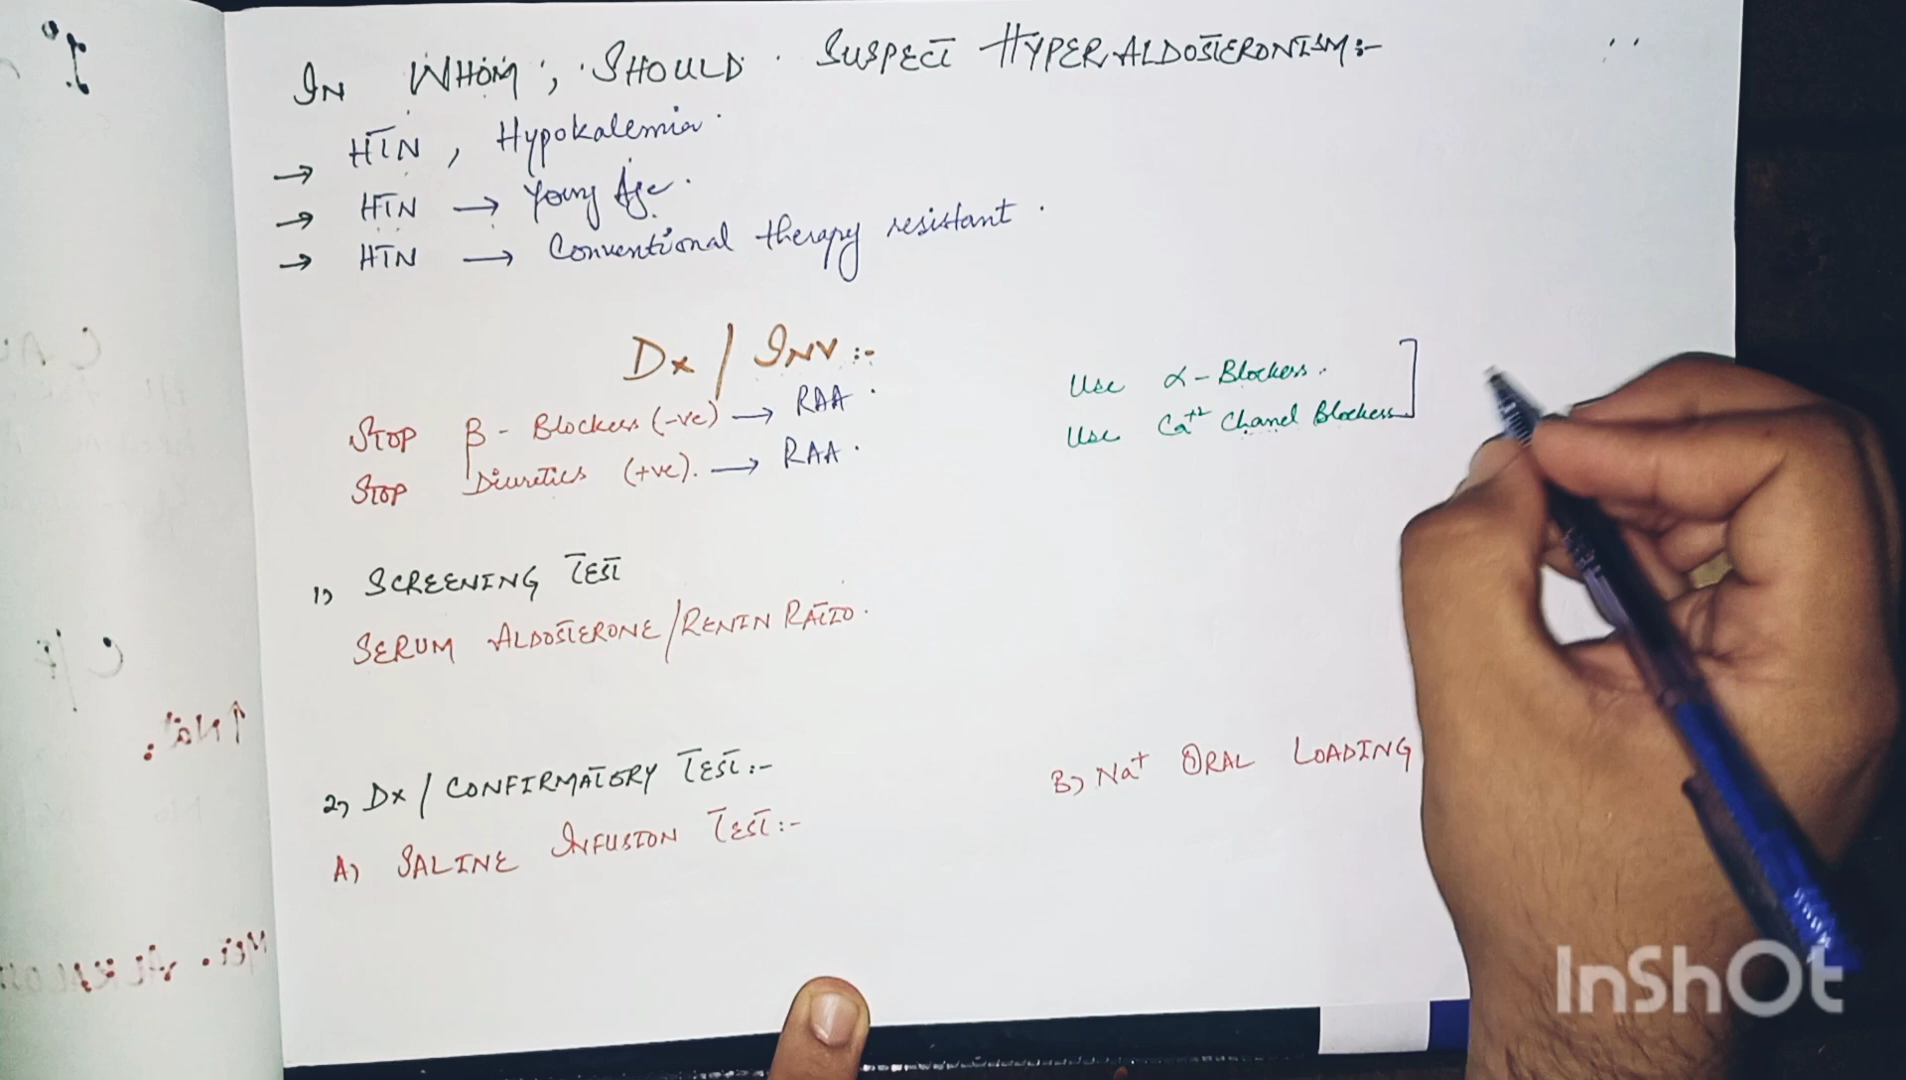 IN WHOM, SHOULD SUSPECT HYPERALDOSTERONISM:-
→ HTN, Hypokalemia.
→ HTN → Young Age.
→ HTN → Conventional therapy resistant.
Dx / INV:-
STOP β-Blockers (-ve) → RAA.
STOP Diuretics (+ve). → RAA.
Use α-Blockers.
Use Ca+2 Chanel Blockers
1) SCREENING TEST
SERUM ALDOSTERONE/RENIN RATIO.
2) Dx / CONFIRMATORY TEST:-
A) SALINE INFUSION TEST:-
B) Na+ ORAL LOADING
InShOt